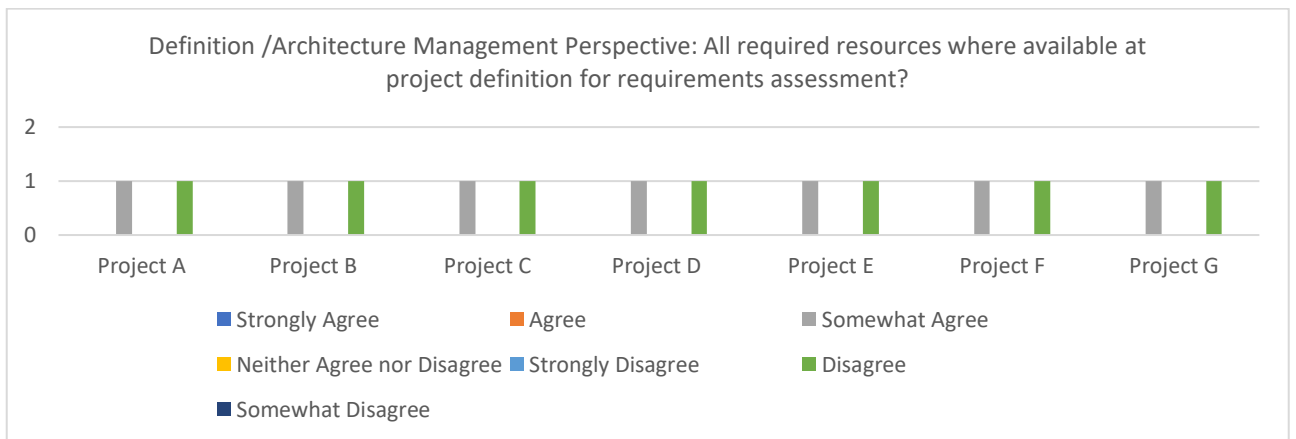 Definition /Architecture Management Perspective: All required resources where available at
project definition for requirements assessment?
2
1
0
Project A Project B Project C Project D Project E Project F Project G
Strongly Agree Agree Somewhat Agree
Neither Agree nor Disagree Strongly Disagree Disagree
Somewhat Disagree